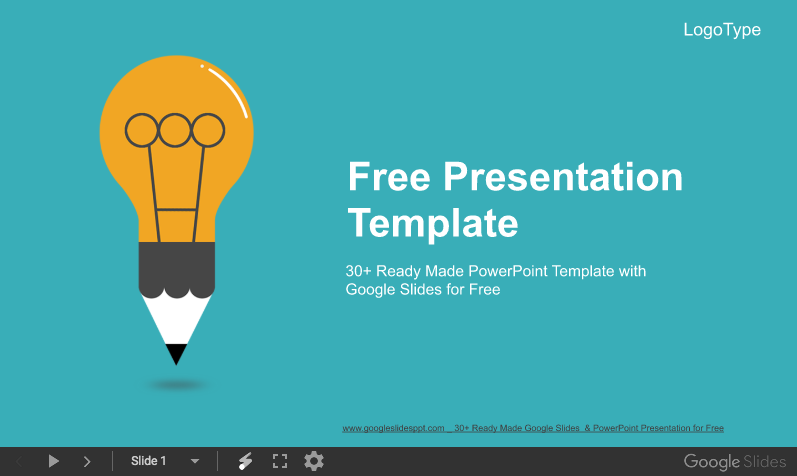 LogoType
Free Presentation
Template
30+ Ready Made PowerPoint Template with
Google Slides for Free
www.googleslidesppt.com _ 30+ Ready Made Google Slides & PowerPoint Presentation for Free
Slide 1
Google Slides